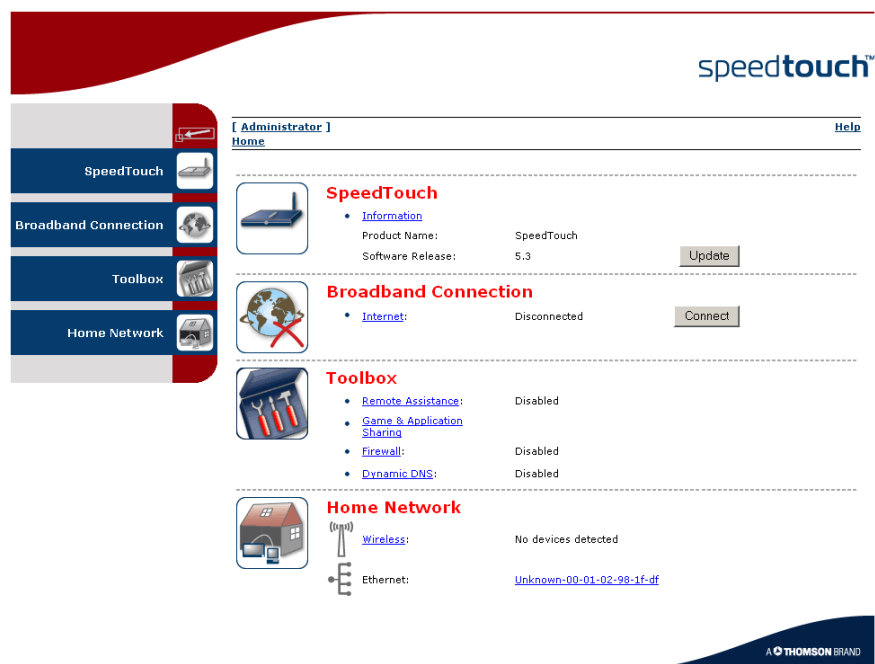 speedtouch™
[ Administrator ]
Help
Home
SpeedTouch
Broadband Connection
Toolbox
Home Network
SpeedTouch
Information
Product Name: SpeedTouch
Software Release: 5.3 Update
Broadband Connection
Internet: Disconnected Connect
Toolbox
Remote Assistance: Disabled
Game & Application
Sharing
Firewall: Disabled
Dynamic DNS: Disabled
Home Network
Wireless: No devices detected
Ethernet: Unknown-00-01-02-98-1f-df
A THOMSON BRAND